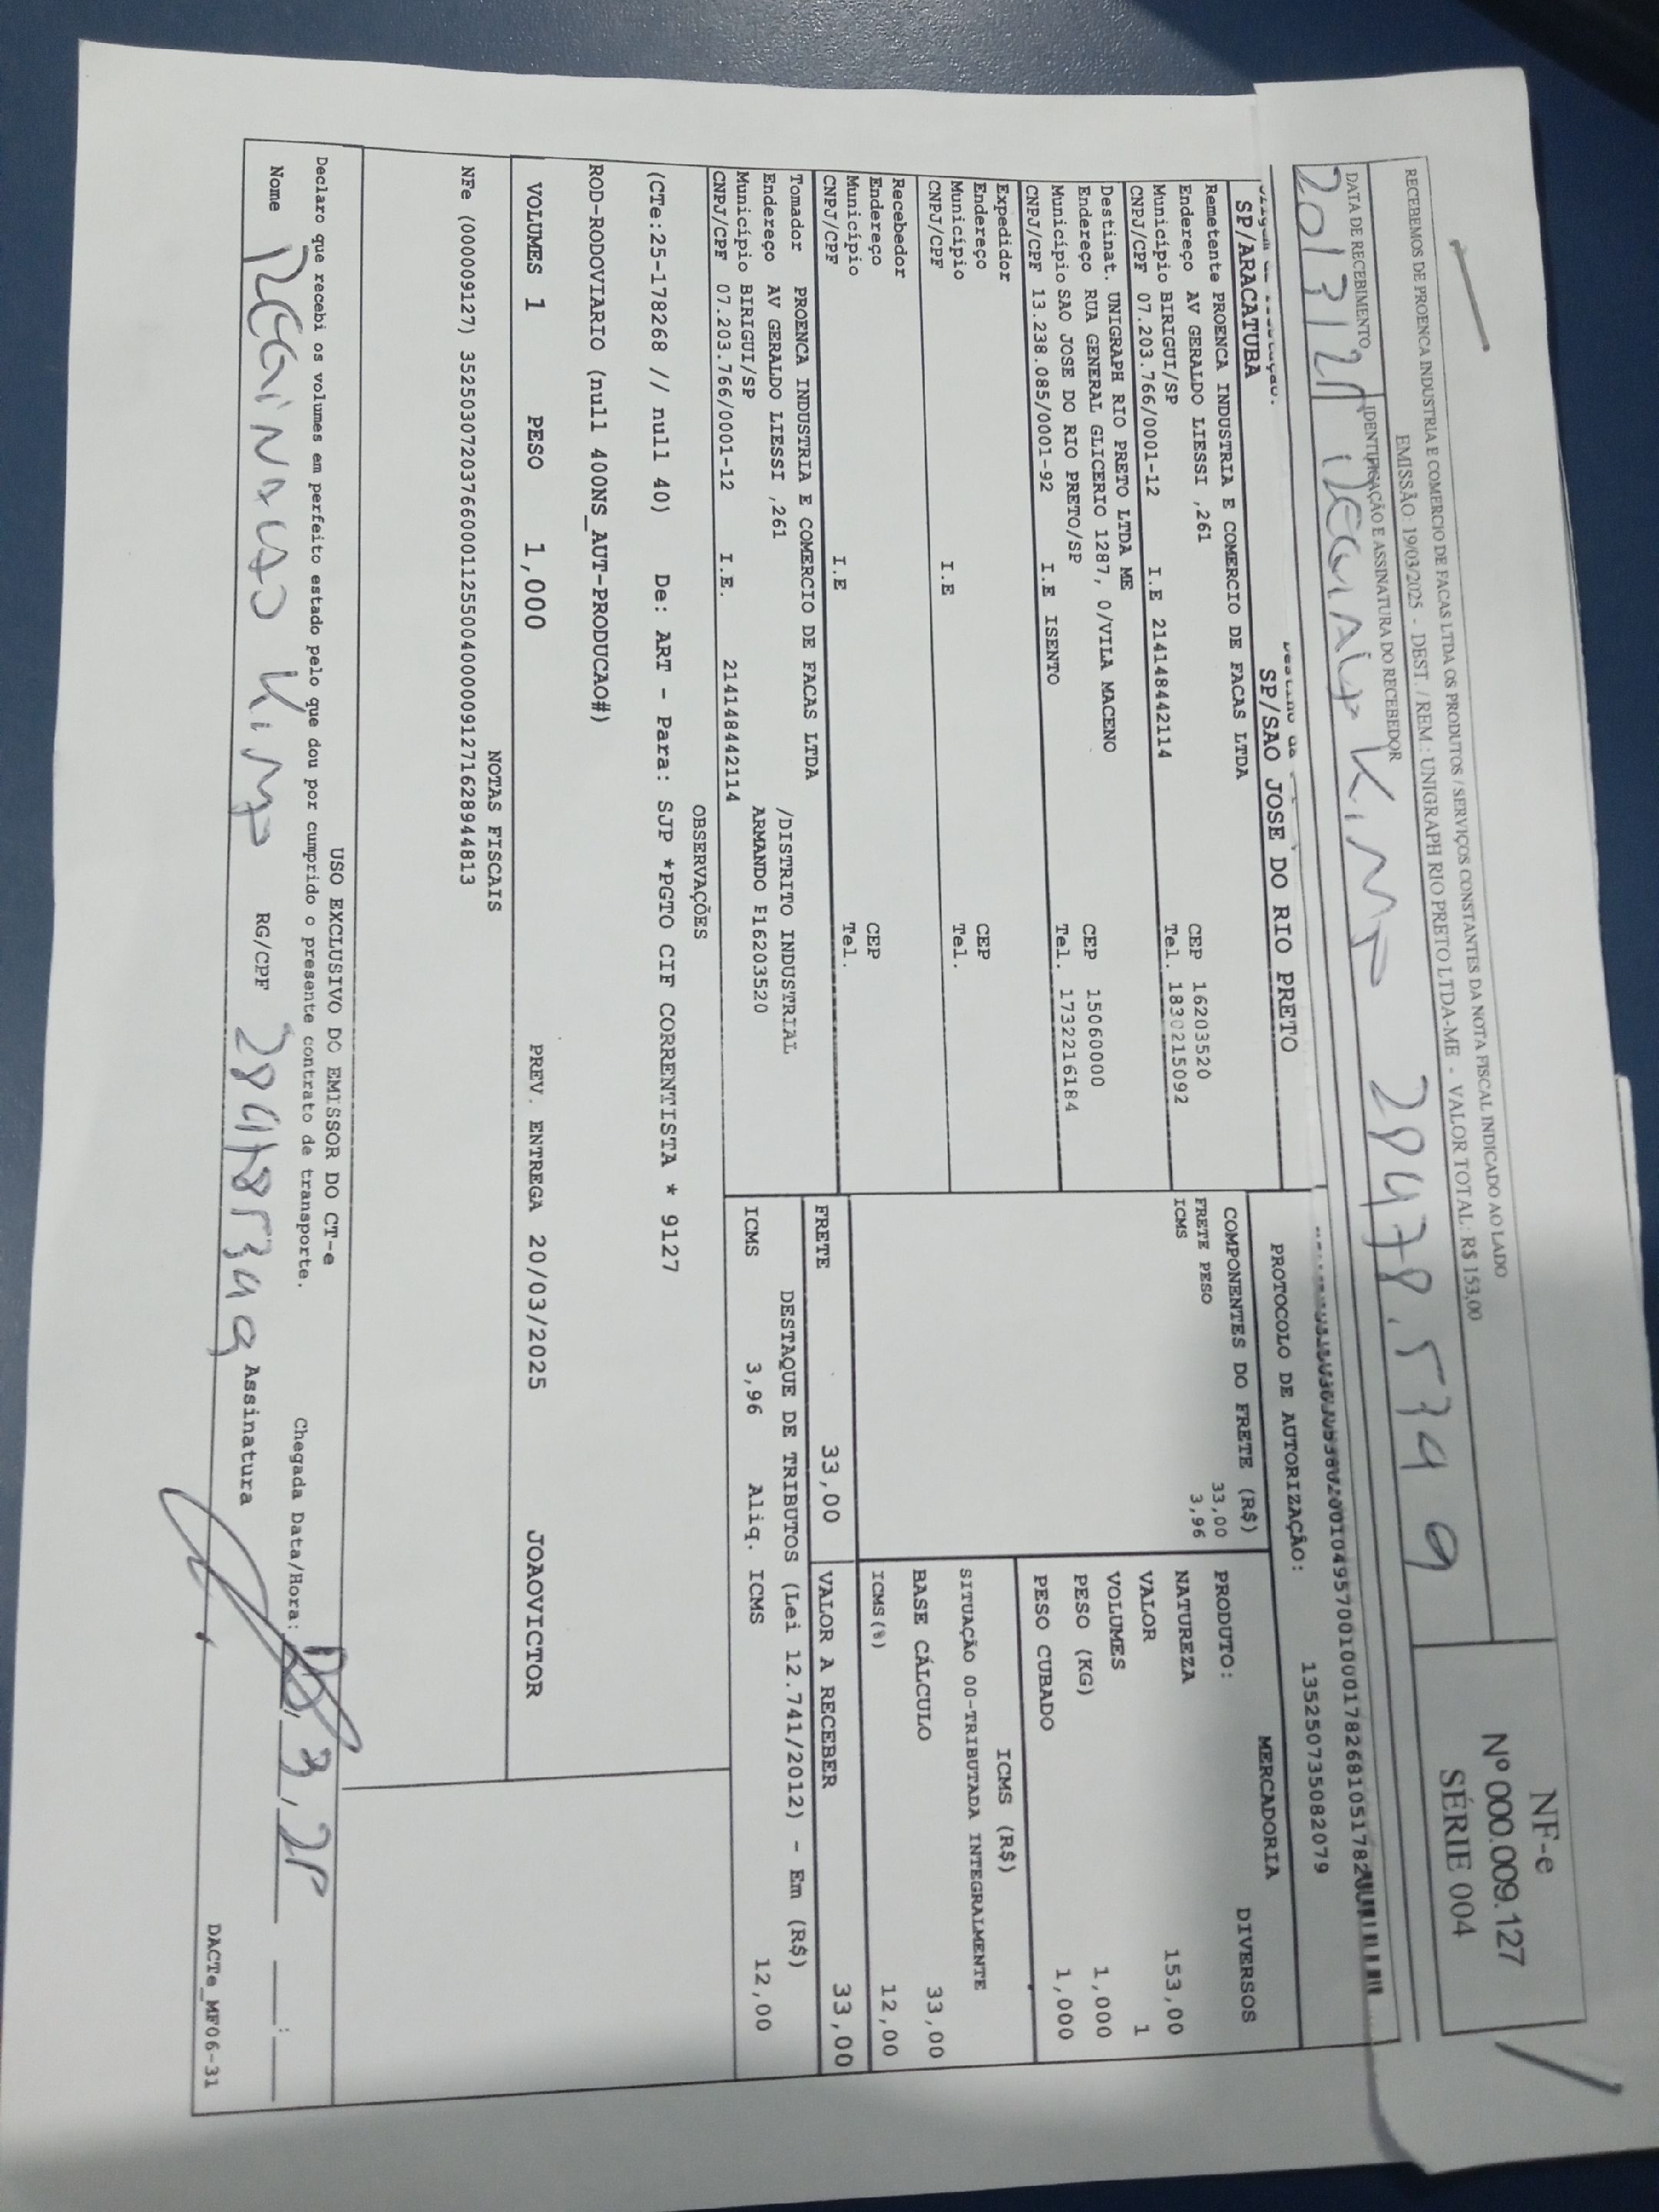 RECEBEMOS DE PROENCA INDUSTRIA E COMERCIO DE FACAS LTDA OS PRODUTOS / SERVIÇOS CONSTANTES DA NOTA FISCAL INDICADO AO LADO
EMISSÃO: 19/03/2025 - DEST. / REM.: UNIGRAPH RIO PRETO LTDA-ME - VALOR TOTAL: R$ 153,00
NF-e
Nº 000.009.127
SÉRIE 004
DATA DE RECEBIMENTO
IDENTIFICAÇÃO E ASSINATURA DO RECEBEDOR
PROTOCOLO DE AUTORIZAÇÃO:
135250735082079
SP/ARACATUBA
SP/SAO JOSE DO RIO PRETO
Remetente PROENCA INDUSTRIA E COMERCIO DE FACAS LTDA
Endereço AV GERALDO LIESSI ,261 CEP 16203520
Município BIRIGUI/SP Tel. 1830215092
CNPJ/CPF 07.203.766/0001-12 I.E 214148442114
Destinat. UNIGRAPH RIO PRETO LTDA ME
Endereço RUA GENERAL GLICERIO 1287, 0/VILA MACENO CEP 15060000
Município SAO JOSE DO RIO PRETO/SP Tel. 1732216184
CNPJ/CPF 13.238.085/0001-92 I.E ISENTO
Expedidor
Endereço CEP
Município Tel.
CNPJ/CPF I.E
Recebedor
Endereço CEP
Município Tel.
CNPJ/CPF I.E
Tomador PROENCA INDUSTRIA E COMERCIO DE FACAS LTDA
Endereço AV GERALDO LIESSI ,261 /DISTRITO INDUSTRIAL
Município BIRIGUI/SP ARMANDO F16203520
CNPJ/CPF 07.203.766/0001-12 I.E. 214148442114
COMPONENTES DO FRETE (R$)
FRETE PESO 33,00
ICMS 3,96
MERCADORIA
PRODUTO: DIVERSOS
NATUREZA
VALOR 153,00
VOLUMES 1
PESO (KG) 1,000
PESO CUBADO 1,000
ICMS (R$)
SITUAÇÃO 00-TRIBUTADA INTEGRALMENTE
BASE CÁLCULO 33,00
ICMS(%) 12,00
FRETE 33,00 VALOR A RECEBER 33,00
DESTAQUE DE TRIBUTOS (Lei 12.741/2012) - Em (R$)
ICMS 3,96 Aliq. ICMS 12,00
OBSERVAÇÕES
(CTe:25-178268 // null 40) De: ART - Para: SJP *PGTO CIF CORRENTISTA * 9127
ROD-RODOVIARIO (null 400NS_AUT-PRODUCAO#)
VOLUMES 1 PESO 1,000 PREV. ENTREGA 20/03/2025 JOAOVICTOR
NOTAS FISCAIS
NFe (000009127) 35250307203766000112550040000091271628944813
USO EXCLUSIVO DO EMISSOR DO CT-e
Declaro que recebi os volumes em perfeito estado pelo que dou por cumprido o presente contrato de transporte. Chegada Data/Hora:
Nome RG/CPF Assinatura
DACTe_MF06-31